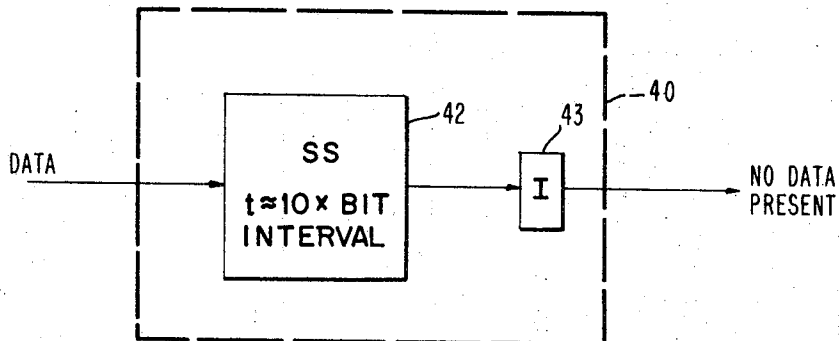 DATA
SS
t≈10× BIT
INTERVAL
42
43
I
40
NO DATA
PRESENT